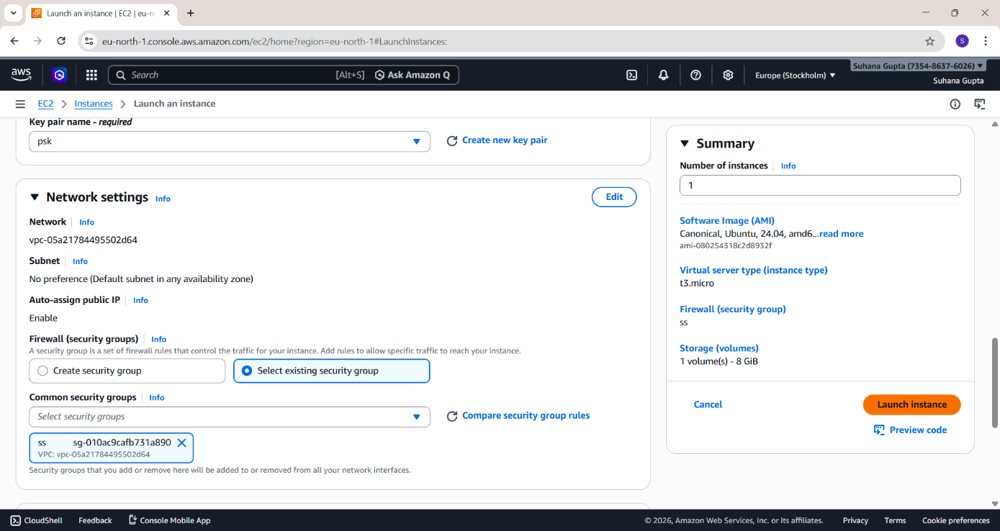 Launch an instance | EC2 | eu-n
eu-north-1.console.aws.amazon.com/ec2/home?region=eu-north-1#LaunchInstances:
S
aws
Search [Alt+S] Ask Amazon Q
Europe (Stockholm)
Suhana Gupta (7354-8637-6026)
Suhana Gupta
EC2 Instances Launch an instance
Key pair name - required
psk
Create new key pair
Network settings Info
Edit
Network Info
vpc-05a21784495502d64
Subnet Info
No preference (Default subnet in any availability zone)
Auto-assign public IP Info
Enable
Firewall (security groups) Info
A security group is a set of firewall rules that control the traffic for your instance. Add rules to allow specific traffic to reach your instance.
Create security group
Select existing security group
Common security groups Info
Select security groups
Compare security group rules
ss sg-010ac9cafb731a890
VPC: vpc-05a21784495502d64
Security groups that you add or remove here will be added to or removed from all your network interfaces.
Summary
Number of instances Info
1
Software Image (AMI)
Canonical, Ubuntu, 24.04, amd6...read more
ami-080254318c2d8932f
Virtual server type (instance type)
t3.micro
Firewall (security group)
ss
Storage (volumes)
1 volume(s) - 8 GiB
Cancel
Launch instance
Preview code
CloudShell Feedback Console Mobile App © 2026, Amazon Web Services, Inc. or its affiliates. Privacy Terms Cookie preferences